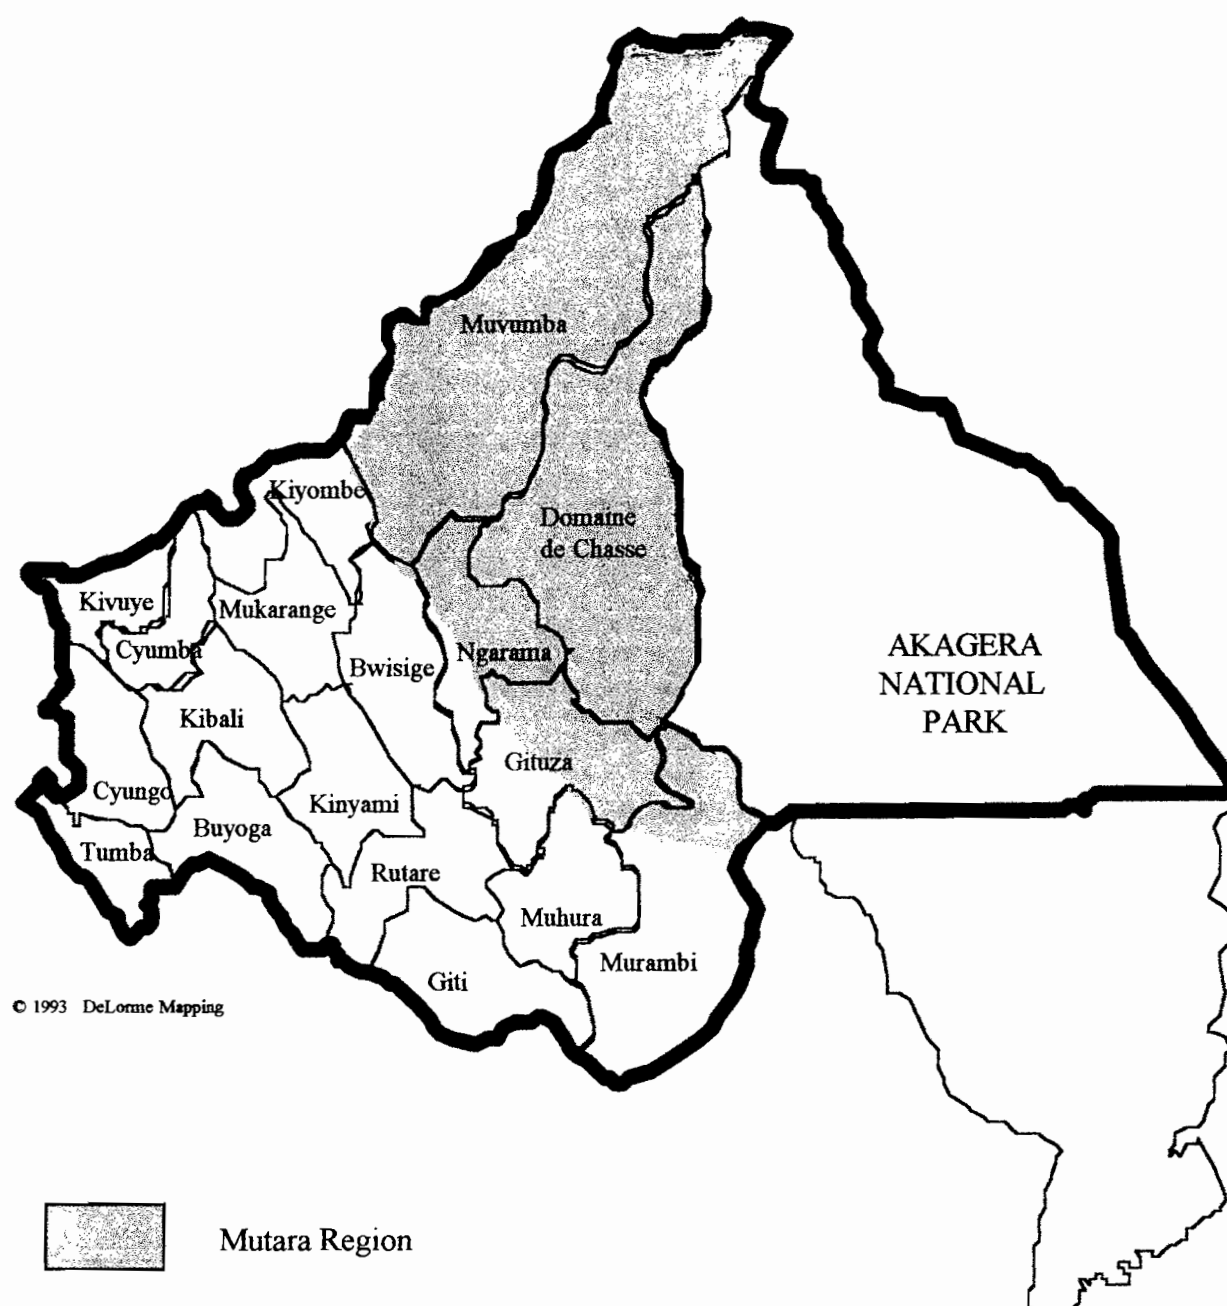 Muvumba
Kiyombe
Domaine
de Chasse
Kivuye
Mukarange
Cyumba
Bwisige
Ngarama
AKAGERA
NATIONAL
PARK
Kibali
Gituza
Cyungo
Kinyami
Buyoga
Tumba
Rutare
Muhura
Murambi
Giti
© 1993 DeLorme Mapping
Mutara Region